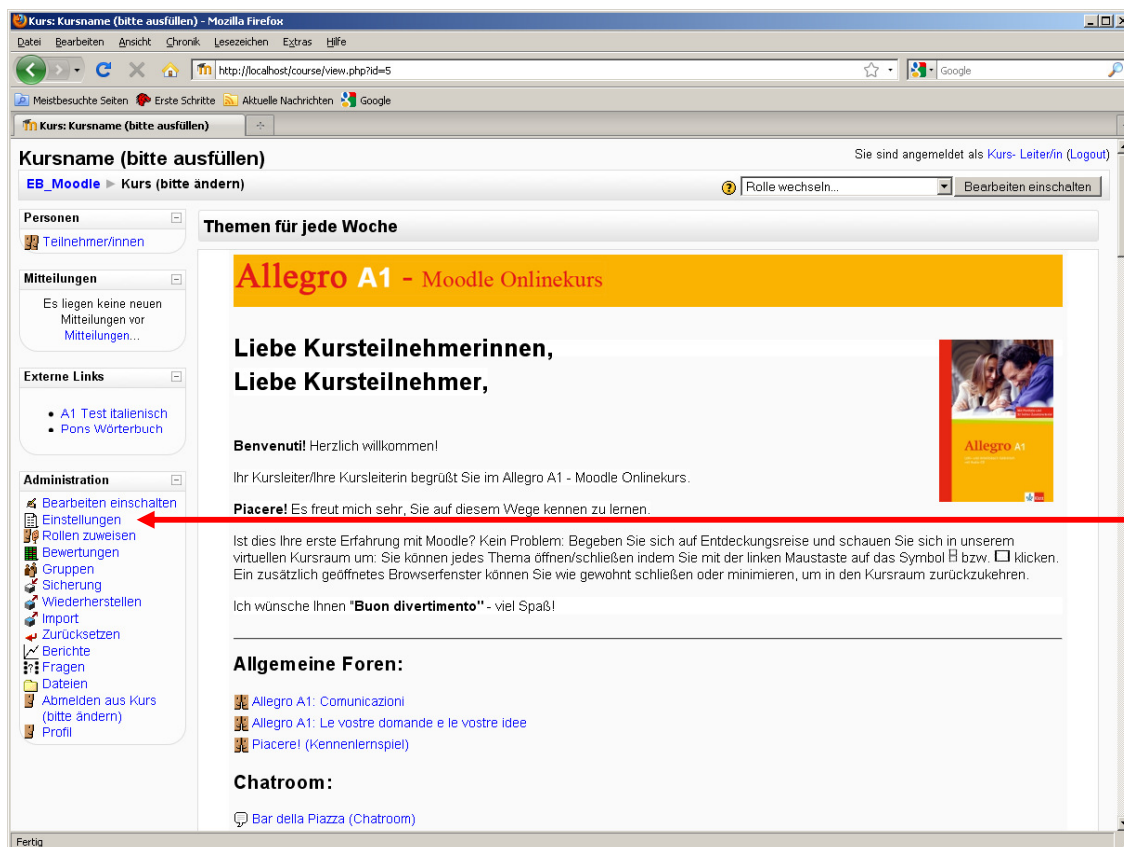 Kurs: Kursname (bitte ausfüllen) - Mozilla Firefox
Datei Bearbeiten Ansicht Chronik Lesezeichen Extras Hilfe
http://localhost/course/view.php?id=5
Google
Meistbesuchte Seiten Erste Schritte Aktuelle Nachrichten Google
Kurs: Kursname (bitte ausfüllen)
Kursname (bitte ausfüllen)
Sie sind angemeldet als Kurs- Leiter/in (Logout)
EB_Moodle ► Kurs (bitte ändern)
Rolle wechseln...
Bearbeiten einschalten
Personen
Teilnehmer/innen
Mitteilungen
Es liegen keine neuen
Mitteilungen vor
Mitteilungen...
Externe Links
A1 Test italienisch
Pons Wörterbuch
Administration
Bearbeiten einschalten
Einstellungen
Rollen zuweisen
Bewertungen
Gruppen
Sicherung
Wiederherstellen
Import
Zurücksetzen
Berichte
Fragen
Dateien
Abmelden aus Kurs
(bitte ändern)
Profil
Themen für jede Woche
Allegro A1 - Moodle Onlinekurs
Liebe Kursteilnehmerinnen,
Liebe Kursteilnehmer,
Allegro A1
Benvenuti! Herzlich willkommen!
Ihr Kursleiter/Ihre Kursleiterin begrüßt Sie im Allegro A1 - Moodle Onlinekurs.
Piacere! Es freut mich sehr, Sie auf diesem Wege kennen zu lernen.
Ist dies Ihre erste Erfahrung mit Moodle? Kein Problem: Begeben Sie sich auf Entdeckungsreise und schauen Sie sich in unserem
virtuellen Kursraum um: Sie können jedes Thema öffnen/schließen indem Sie mit der linken Maustaste auf das Symbol bzw. klicken.
Ein zusätzlich geöffnetes Browserfenster können Sie wie gewohnt schließen oder minimieren, um in den Kursraum zurückzukehren.
Ich wünsche Ihnen "Buon divertimento" - viel Spaß!
Allgemeine Foren:
Allegro A1: Comunicazioni
Allegro A1: Le vostre domande e le vostre idee
Piacere! (Kennenlernspiel)
Chatroom:
Bar della Piazza (Chatroom)
Fertig